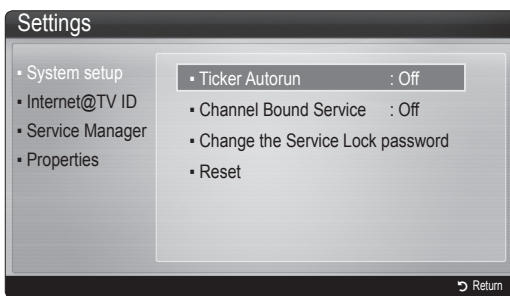 Settings
▪ System setup
▪ Internet@TV ID
▪ Service Manager
▪ Properties
▪ Ticker Autorun : Off
▪ Channel Bound Service : Off
▪ Change the Service Lock password
▪ Reset
Return